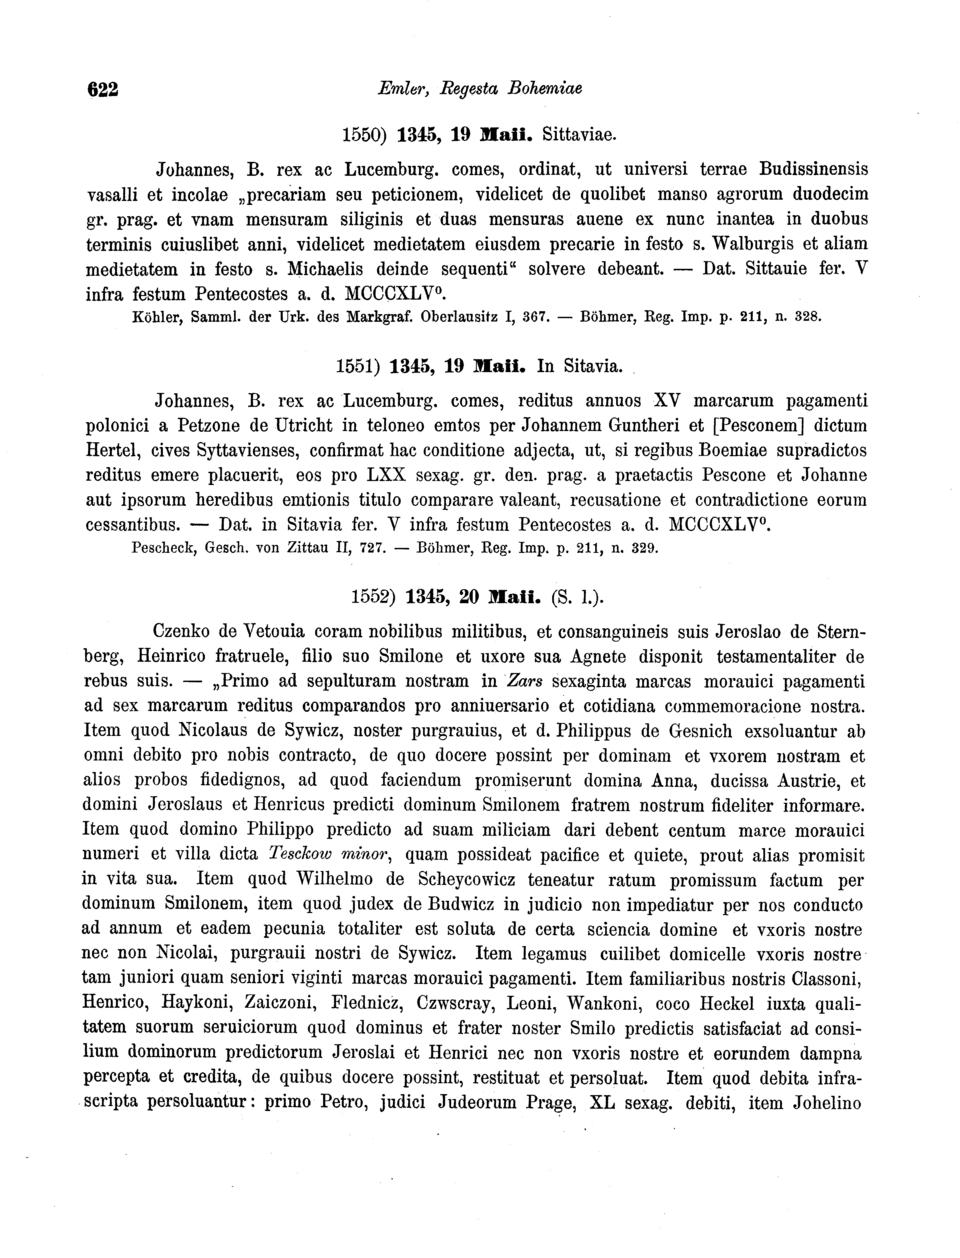 622 Emler, Regesta Bohemiae
1550) 1345, 19 Maii. Sittaviae.
Johannes, B. rex ac Lucemburg. comes, ordinat, ut universi terrae Budissinensis
vasalli et incolae „precariam seu peticionem, videlicet de quolibet manso agrorum duodecim
gr. prag. et vnam mensuram siliginis et duas mensuras auene ex nunc inantea in duobus
terminis cuiuslibet anni, videlicet medietatem eiusdem precarie in festo s. Walburgis et aliam
medietatem in festo s. Michaelis deinde sequenti“ solvere debeant. — Dat. Sittauie fer. V
infra festum Pentecostes a. d. MCCCXLV⁰.
Köhler, Samml. der Urk. des Markgraf. Oberlausitz I, 367. — Böhmer, Reg. Imp. p. 211, n. 328.
1551) 1345, 19 Maii. In Sitavia.
Johannes, B. rex ac Lucemburg. comes, reditus annuos XV marcarum pagamenti
polonici a Petzone de Utricht in teloneo emtos per Johannem Guntheri et [Pesconem] dictum
Hertel, cives Syttavienses, confirmat hac conditione adjecta, ut, si regibus Boemiae supradictos
reditus emere placuerit, eos pro LXX sexag. gr. den. prag. a praetactis Pescone et Johanne
aut ipsorum heredibus emtionis titulo comparare valeant, recusatione et contradictione eorum
cessantibus. — Dat. in Sitavia fer. V infra festum Pentecostes a. d. MCCCXLV⁰.
Pescheck, Gesch. von Zittau II, 727. — Böhmer, Reg. Imp. p. 211, n. 329.
1552) 1345, 20 Maii. (S. l.).
Czenko de Vetouia coram nobilibus militibus, et consanguineis suis Jeroslao de Stern-
berg, Heinrico fratruele, filio suo Smilone et uxore sua Agnete disponit testamentaliter de
rebus suis. — „Primo ad sepulturam nostram in Zars sexaginta marcas morauici pagamenti
ad sex marcarum reditus comparandos pro anniuersario et cotidiana commemoracione nostra.
Item quod Nicolaus de Sywicz, noster purgrauius, et d. Philippus de Gesnich exsoluantur ab
omni debito pro nobis contracto, de quo docere possint per dominam et vxorem nostram et
alios probos fidedignos, ad quod faciendum promiserunt domina Anna, ducissa Austrie, et
domini Jeroslaus et Henricus predicti dominum Smilonem fratrem nostrum fideliter informare.
Item quod domino Philippo predicto ad suam miliciam dari debent centum marce morauici
numeri et villa dicta Tesckow minor, quam possideat pacifice et quiete, prout alias promisit
in vita sua. Item quod Wilhelmo de Scheycowicz teneatur ratum promissum factum per
dominum Smilonem, item quod judex de Budwicz in judicio non impediatur per nos conducto
ad annum et eadem pecunia totaliter est soluta de certa sciencia domine et vxoris nostre
nec non Nicolai, purgrauii nostri de Sywicz. Item legamus cuilibet domicelle vxoris nostre
tam juniori quam seniori viginti marcas morauici pagamenti. Item familiaribus nostris Classoni,
Henrico, Haykoni, Zaiczoni, Flednicz, Czwscray, Leoni, Wankoni, coco Heckel iuxta quali-
tatem suorum seruiciorum quod dominus et frater noster Smilo predictis satisfaciat ad consi-
lium dominorum predictorum Jeroslai et Henrici nec non vxoris nostre et eorundem dampna
percepta et credita, de quibus docere possint, restituat et persoluat. Item quod debita infra-
scripta persoluantur: primo Petro, judici Judeorum Prage, XL sexag. debiti, item Johelino